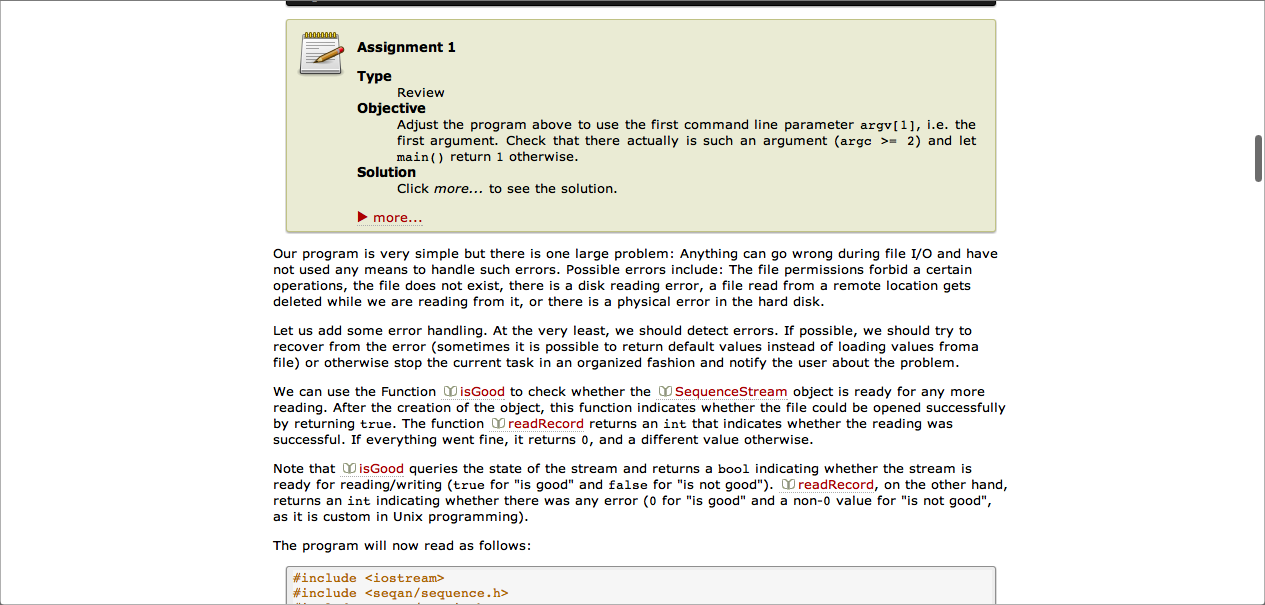 Assignment 1
Type
Review
Objective
Adjust the program above to use the first command line parameter argv[1], i.e. the
first argument. Check that there actually is such an argument (argc >= 2) and let
main() return 1 otherwise.
Solution
Click more... to see the solution.
more...
Our program is very simple but there is one large problem: Anything can go wrong during file I/O and have
not used any means to handle such errors. Possible errors include: The file permissions forbid a certain
operations, the file does not exist, there is a disk reading error, a file read from a remote location gets
deleted while we are reading from it, or there is a physical error in the hard disk.
Let us add some error handling. At the very least, we should detect errors. If possible, we should try to
recover from the error (sometimes it is possible to return default values instead of loading values froma
file) or otherwise stop the current task in an organized fashion and notify the user about the problem.
We can use the Function isGood to check whether the SequenceStream object is ready for any more
reading. After the creation of the object, this function indicates whether the file could be opened successfully
by returning true. The function readRecord returns an int that indicates whether the reading was
successful. If everything went fine, it returns 0, and a different value otherwise.
Note that isGood queries the state of the stream and returns a bool indicating whether the stream is
ready for reading/writing (true for "is good" and false for "is not good"). readRecord, on the other hand,
returns an int indicating whether there was any error (0 for "is good" and a non-0 value for "is not good",
as it is custom in Unix programming).
The program will now read as follows:
#include <iostream>
#include <seqan/sequence.h>